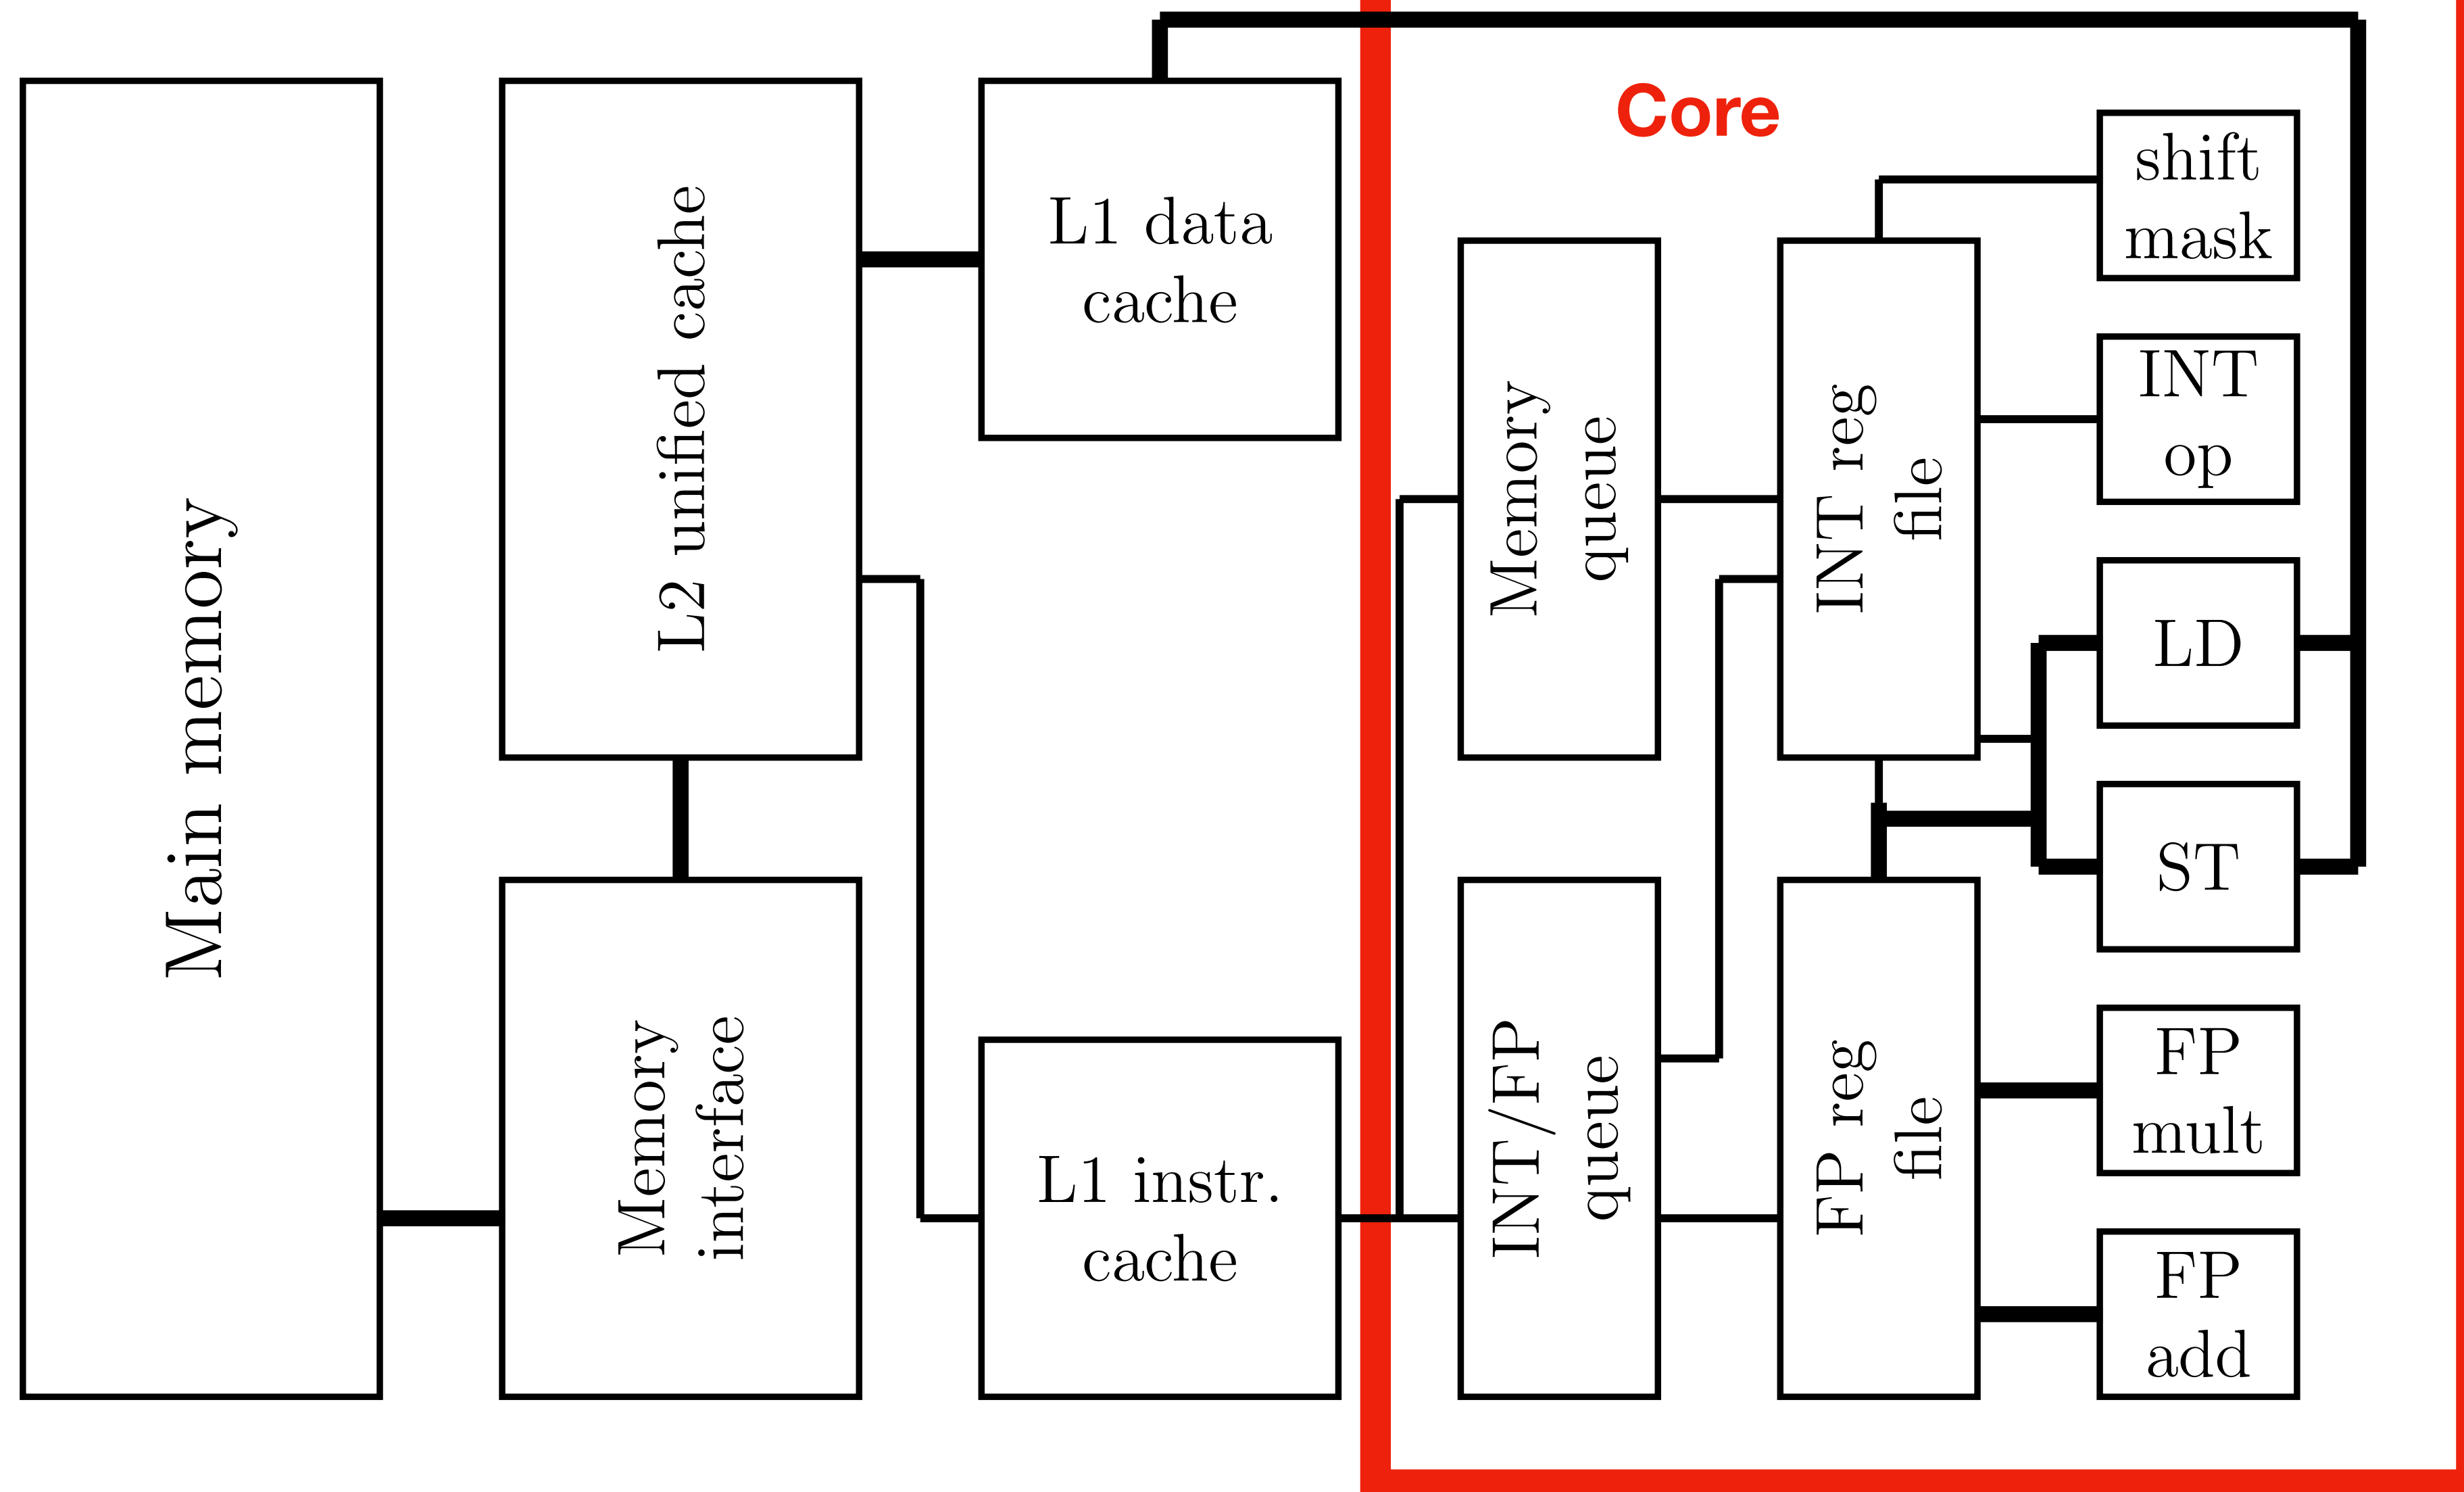 Main memory
L2 unified cache
Memory
interface
L1 data
cache
L1 instr.
cache
Core
Memory
queue
INT/FP
queue
INT reg
file
FP reg
file
shift
mask
INT
op
LD
ST
FP
mult
FP
add